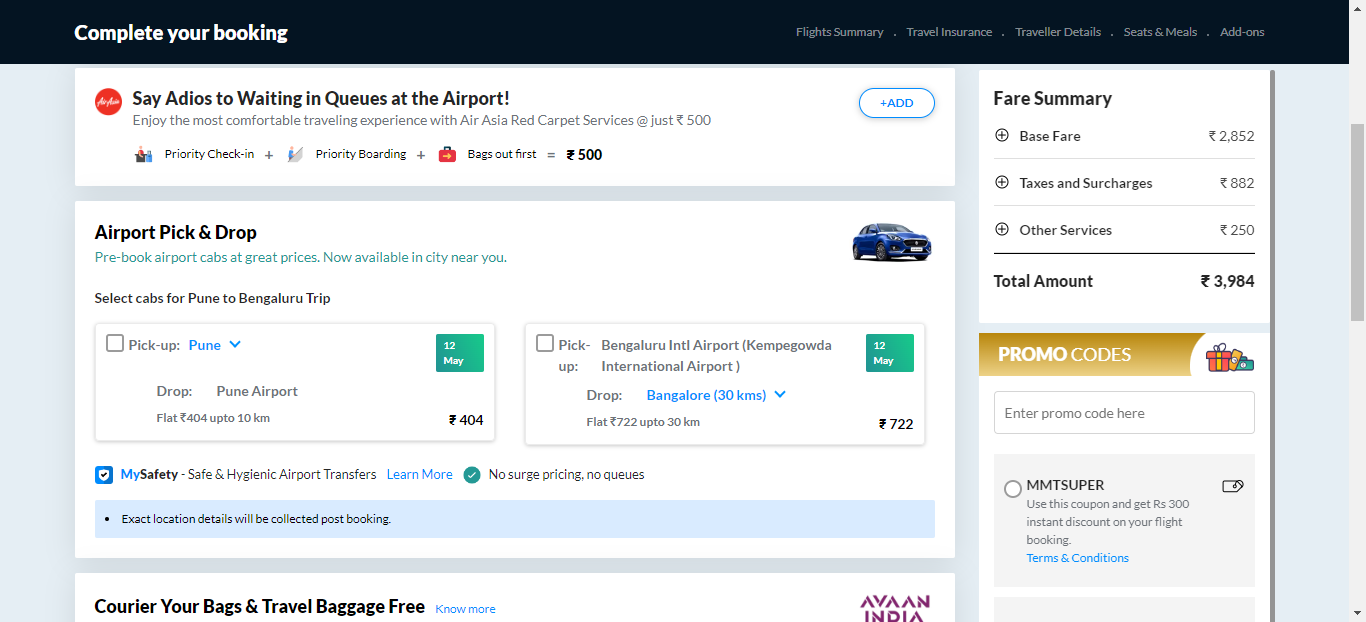 Complete your booking
Flights Summary . Travel Insurance . Traveller Details . Seats & Meals . Add-ons
AirAsia
Say Adios to Waiting in Queues at the Airport!
+ADD
Enjoy the most comfortable traveling experience with Air Asia Red Carpet Services @ just ₹ 500
Priority Check-in + Priority Boarding + Bags out first = ₹ 500
Airport Pick & Drop
Pre-book airport cabs at great prices. Now available in city near you.
Select cabs for Pune to Bengaluru Trip
Pick-up: Pune
12
May
Drop: Pune Airport
Flat ₹404 upto 10 km
₹ 404
Pick-up: Bengaluru Intl Airport (Kempegowda
International Airport )
12
May
Drop: Bangalore (30 kms)
Flat ₹722 upto 30 km
₹ 722
MySafety - Safe & Hygienic Airport Transfers Learn More No surge pricing, no queues
• Exact location details will be collected post booking.
Courier Your Bags & Travel Baggage Free Know more
AVAAN
INDIA
Fare Summary
Base Fare ₹ 2,852
Taxes and Surcharges ₹ 882
Other Services ₹ 250
Total Amount ₹ 3,984
PROMO CODES
Enter promo code here
MMTSUPER
Use this coupon and get Rs 300
instant discount on your flight
booking.
Terms & Conditions